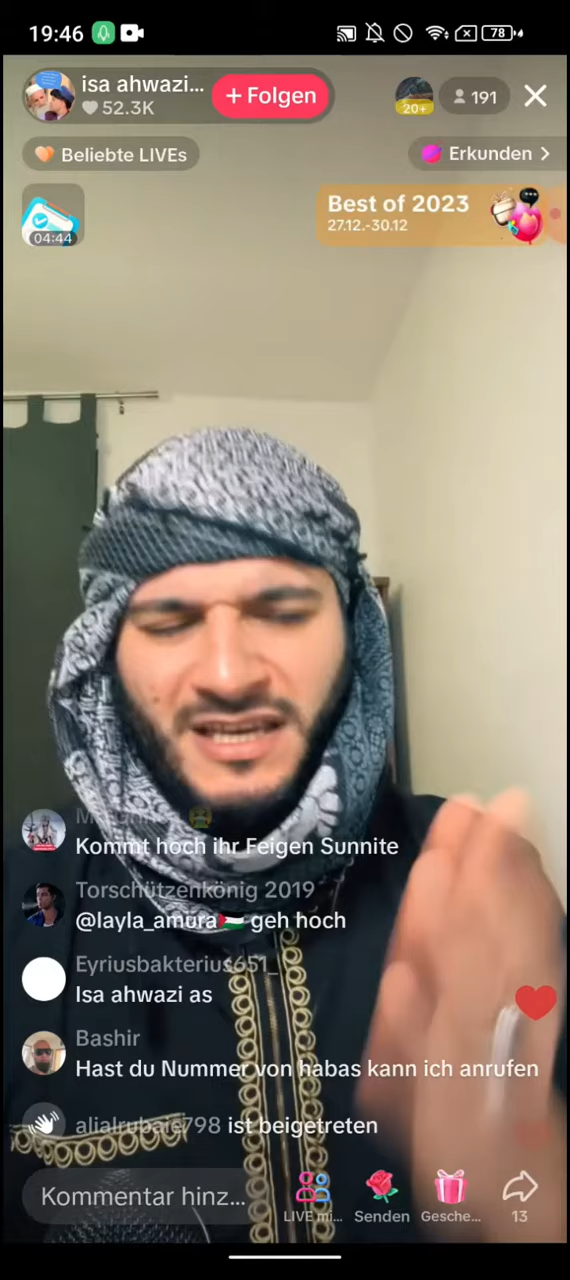 19:46
78
isa ahwazi...
+ Folgen
52.3K
20+
191
Beliebte LIVEs
Erkunden >
Best of 2023
27.12.-30.12
04:44
Kommt hoch ihr Feigen Sunnite
Torschützenkönig 2019
@layla_amura🇵🇸 geh hoch
Eyriusbakterius651_
Isa ahwazi as
Bashir
Hast du Nummer von habas kann ich anrufen
alialrubaie798 ist beigetreten
Kommentar hinz...
LIVE mi...
Senden
Gesche...
13